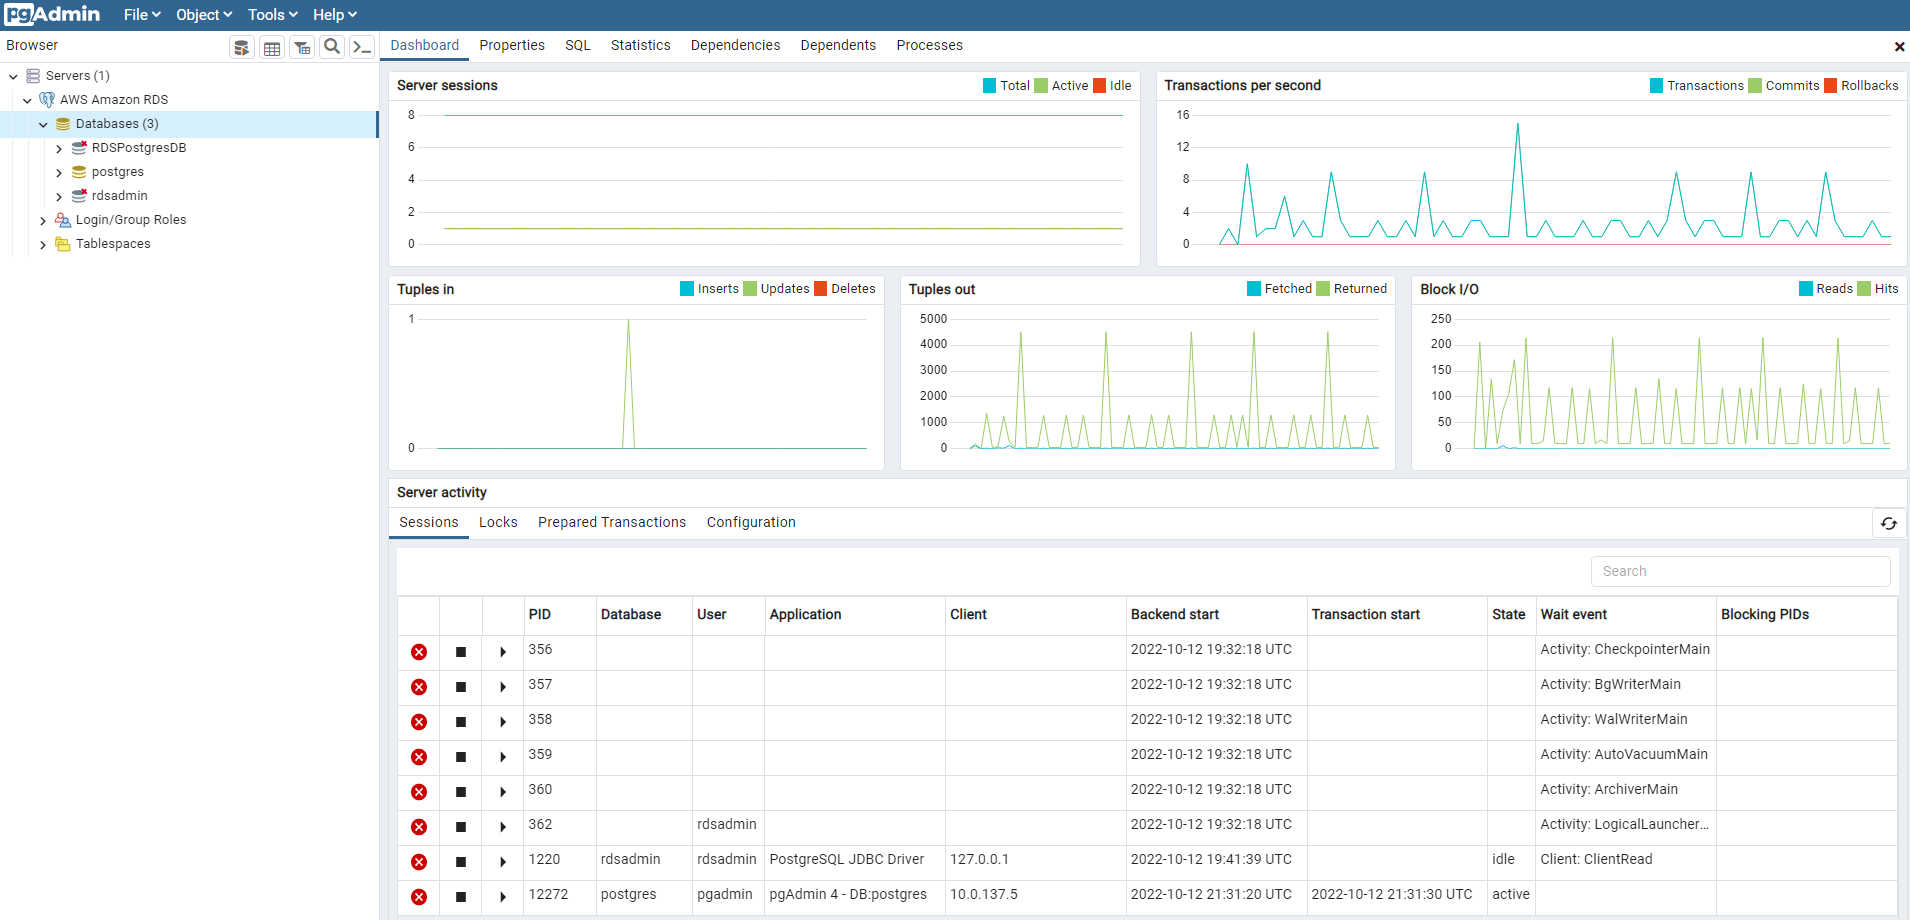 pgAdmin File Object Tools Help
Browser
Dashboard Properties SQL Statistics Dependencies Dependents Processes
Servers (1)
AWS Amazon RDS
Databases (3)
RDSPostgresDB
postgres
rdsadmin
Login/Group Roles
Tablespaces
Server sessions Total Active Idle
8
6
4
2
0
Transactions per second Transactions Commits Rollbacks
16
12
8
4
0
Tuples in Inserts Updates Deletes
1
0
Tuples out Fetched Returned
5000
4000
3000
2000
1000
0
Block I/O Reads Hits
250
200
150
100
50
0
Server activity
Sessions Locks Prepared Transactions Configuration
Search
PID Database User Application Client Backend start Transaction start State Wait event Blocking PIDs
356 2022-10-12 19:32:18 UTC Activity: CheckpointerMain
357 2022-10-12 19:32:18 UTC Activity: BgWriterMain
358 2022-10-12 19:32:18 UTC Activity: WalWriterMain
359 2022-10-12 19:32:18 UTC Activity: AutoVacuumMain
360 2022-10-12 19:32:18 UTC Activity: ArchiverMain
362 rdsadmin 2022-10-12 19:32:18 UTC Activity: LogicalLauncher...
1220 rdsadmin rdsadmin PostgreSQL JDBC Driver 127.0.0.1 2022-10-12 19:41:39 UTC idle Client: ClientRead
12272 postgres pgadmin pgAdmin 4 - DB:postgres 10.0.137.5 2022-10-12 21:31:20 UTC 2022-10-12 21:31:30 UTC active